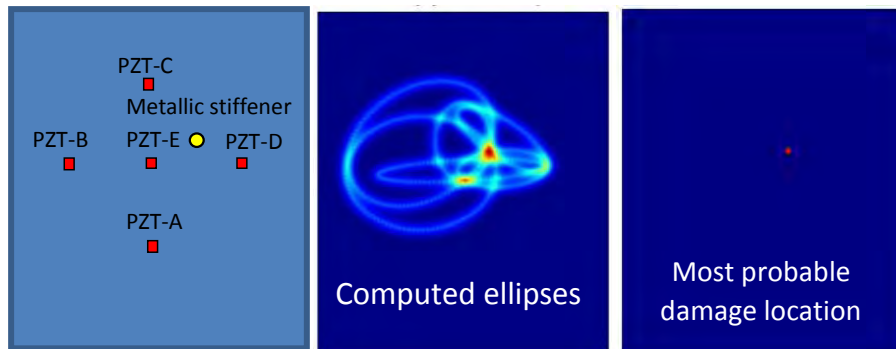 PZT-C
Metallic stiffener
PZT-B
PZT-E
PZT-D
PZT-A
Computed ellipses
Most probable
damage location